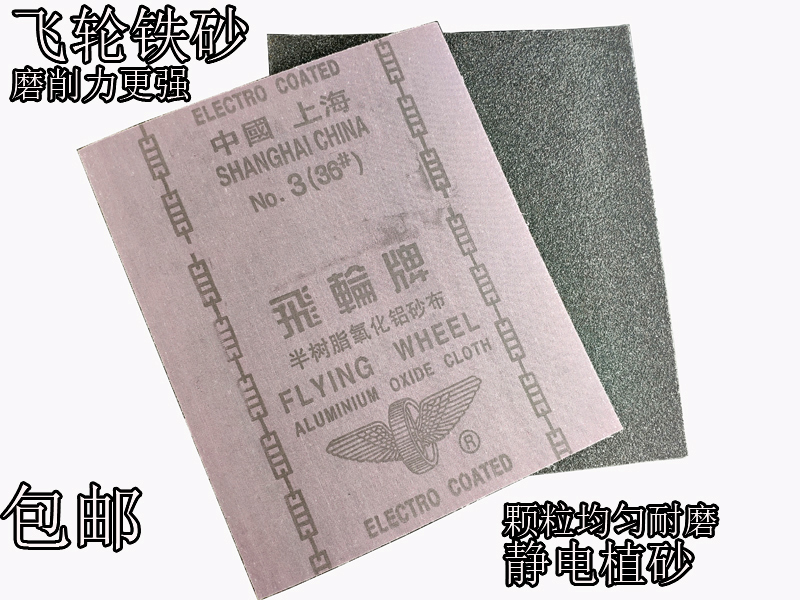 飞轮铁砂
磨削力更强
ELECTRO COATED
中國 上海
SHANGHAI CHINA
No. 3 (36#)
飛輪牌
半树脂氧化铝砂布
FLYING WHEEL
ALUMINIUM OXIDE CLOTH
®
ELECTRO COATED
包邮
颗粒均匀耐磨
静电植砂